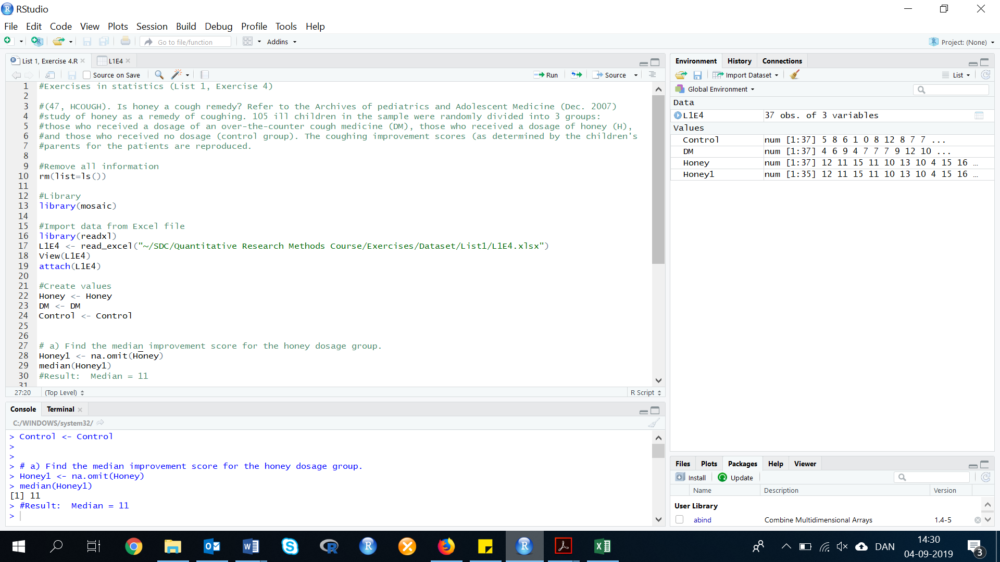 RStudio
File Edit Code View Plots Session Build Debug Profile Tools Help
Go to file/function Addins Project: (None)
List 1, Exercise 4.R L1E4
Source on Save Run Source
1 #Exercises in statistics (List 1, Exercise 4)
2
3 #(47, HCOUGH). Is honey a cough remedy? Refer to the Archives of pediatrics and Adolescent Medicine (Dec. 2007)
4 #study of honey as a remedy of coughing. 105 ill children in the sample were randomly divided into 3 groups:
5 #those who received a dosage of an over-the-counter cough medicine (DM), those who received a dosage of honey (H),
6 #and those who received no dosage (control group). The coughing improvement scores (as determined by the children's
7 #parents for the patients are reproduced.
8
9 #Remove all information
10 rm(list=ls())
11
12 #Library
13 library(mosaic)
14
15 #Import data from Excel file
16 library(readxl)
17 L1E4 <- read_excel("~/SDC/Quantitative Research Methods Course/Exercises/Dataset/List1/L1E4.xlsx")
18 View(L1E4)
19 attach(L1E4)
20
21 #Create values
22 Honey <- Honey
23 DM <- DM
24 Control <- Control
25
26
27 # a) Find the median improvement score for the honey dosage group.
28 Honey1 <- na.omit(Honey)
29 median(Honey1)
30 #Result:  Median = 11
31
27:20 (Top Level) R Script
Console Terminal
C:/WINDOWS/system32/
> Control <- Control
>
>
> # a) Find the median improvement score for the honey dosage group.
> Honey1 <- na.omit(Honey)
> median(Honey1)
[1] 11
> #Result:  Median = 11
>
Environment History Connections
Import Dataset List
Global Environment
Data
L1E4 37 obs. of 3 variables
Values
Control num [1:37] 5 8 6 1 0 8 12 8 7 7 ...
DM num [1:37] 4 6 9 4 7 7 7 9 12 10 ...
Honey num [1:37] 12 11 15 11 10 13 10 4 15 16 …
Honey1 num [1:35] 12 11 15 11 10 13 10 4 15 16 …
Files Plots Packages Help Viewer
Install Update
Name Description Version
User Library
abind Combine Multidimensional Arrays 1.4-5
DAN 14:30
04-09-2019
3